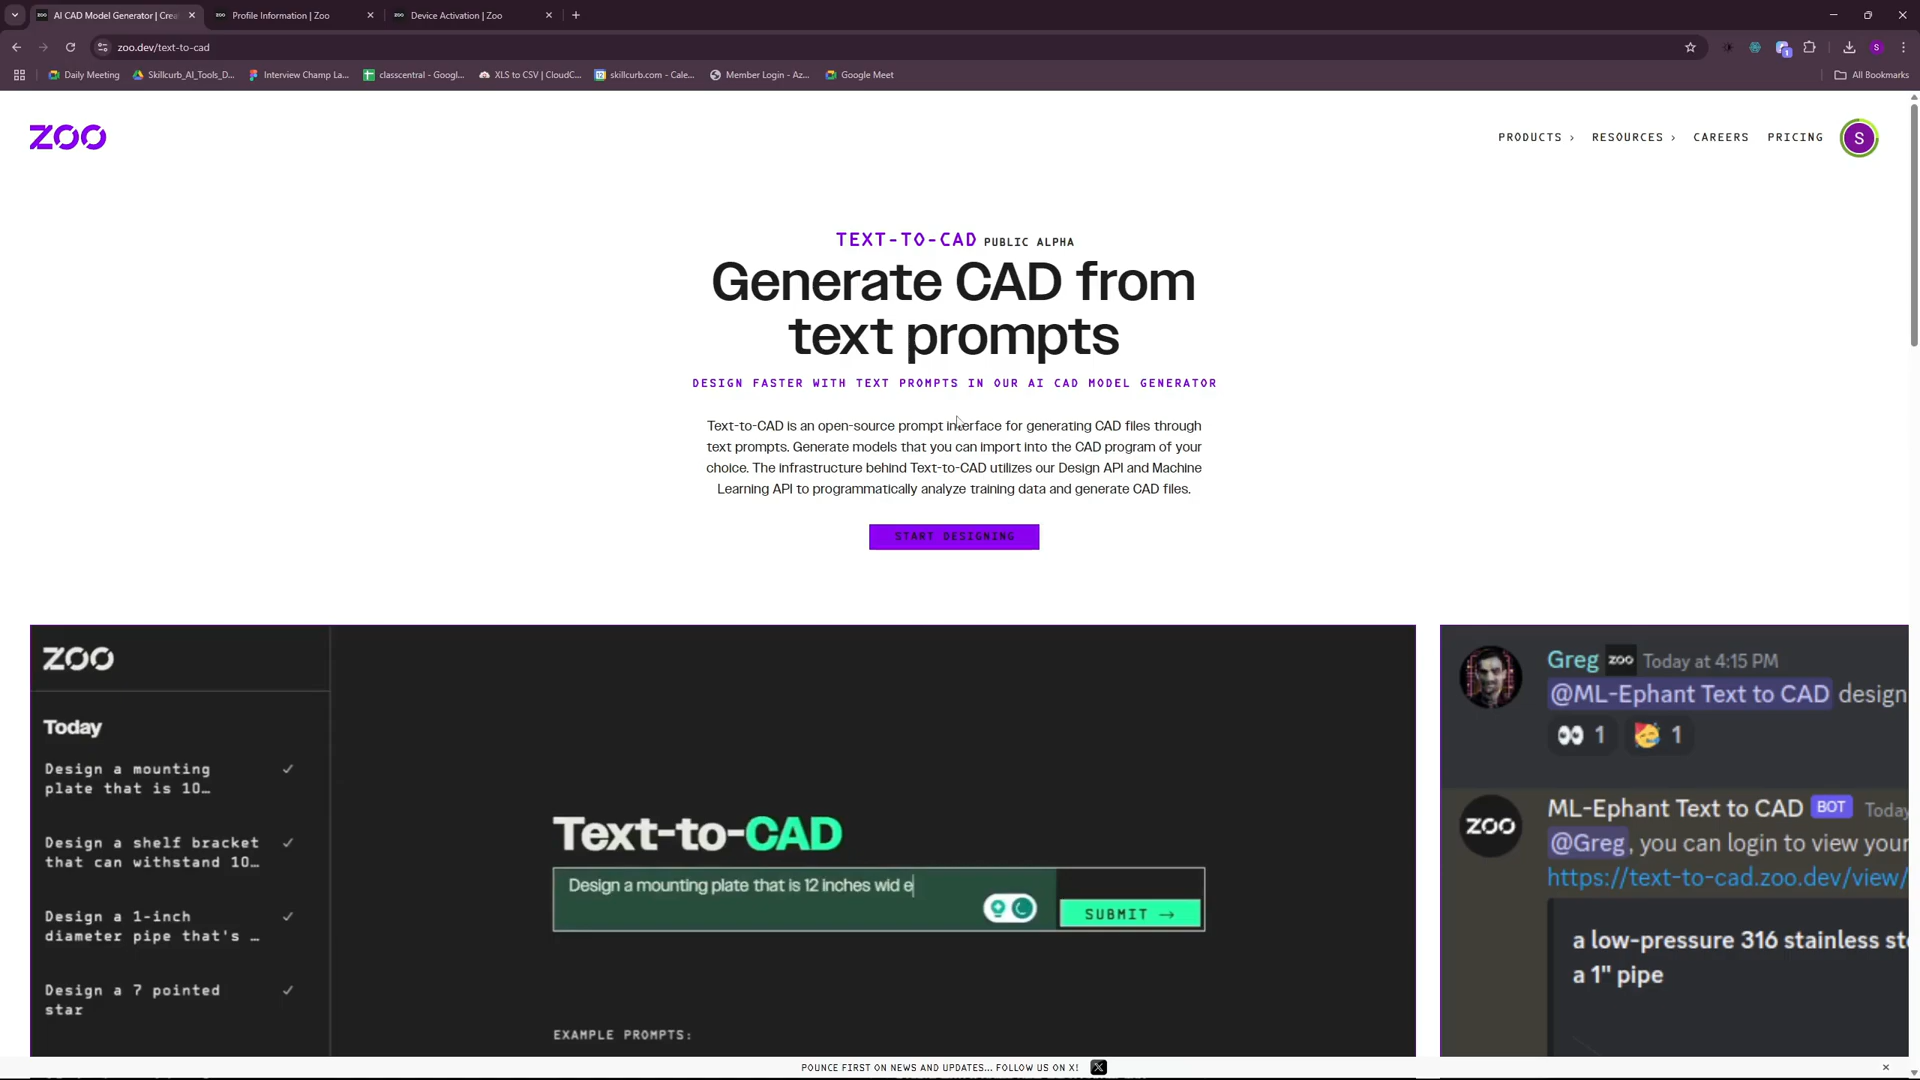 AI CAD Model Generator | Crea
Profile Information | Zoo
Device Activation | Zoo
zoo.dev/text-to-cad
Daily Meeting
Skillcurb_AI_Tools_D...
Interview Champ La...
classcentral - Googl...
XLS to CSV | CloudC...
skillcurb.com - Cale...
Member Login - Az...
Google Meet
All Bookmarks
ZOO
PRODUCTS ›
RESOURCES ›
CAREERS
PRICING
S
TEXT-TO-CAD PUBLIC ALPHA
Generate CAD from
text prompts
DESIGN FASTER WITH TEXT PROMPTS IN OUR AI CAD MODEL GENERATOR
Text-to-CAD is an open-source prompt interface for generating CAD files through
text prompts. Generate models that you can import into the CAD program of your
choice. The infrastructure behind Text-to-CAD utilizes our Design API and Machine
Learning API to programmatically analyze training data and generate CAD files.
START DESIGNING
ZOO
Today
Design a mounting
plate that is 10…
Design a shelf bracket
that can withstand 10…
Design a 1-inch
diameter pipe that's …
Design a 7 pointed
star
Text-to-CAD
Design a mounting plate that is 12 inches wid e
SUBMIT →
EXAMPLE PROMPTS:
Greg ZOO Today at 4:15 PM
@ML-Ephant Text to CAD design
👀 1 🥳 1
ZOO
ML-Ephant Text to CAD BOT Today
@Greg, you can login to view your
https://text-to-cad.zoo.dev/view/
a low-pressure 316 stainless ste
a 1" pipe
POUNCE FIRST ON NEWS AND UPDATES... FOLLOW US ON X!